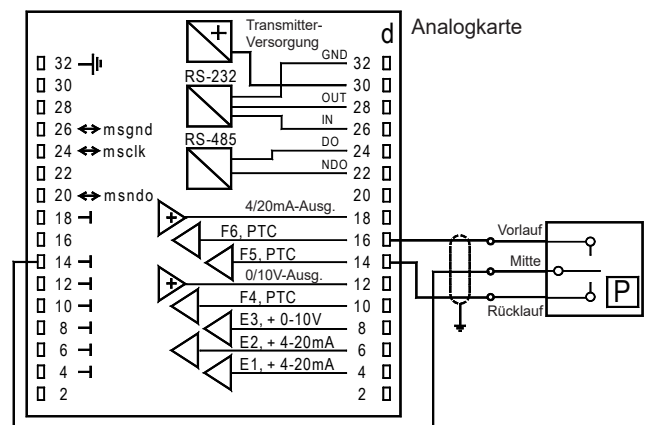 Transmitter-
Versorgung
d
Analogkarte
GND
32
32
30
30
RS-232
OUT
28
28
IN
26
msgnd
26
RS-485
DO
24
msclk
24
NDO
22
22
20
msndo
20
4/20mA-Ausg.
18
18
F6, PTC
16
16
Vorlauf
F5, PTC
14
14
Mitte
0/10V-Ausg.
12
12
P
F4, PTC
10
10
Rücklauf
E3, + 0-10V
8
8
E2, + 4-20mA
6
6
E1, + 4-20mA
4
4
2
2